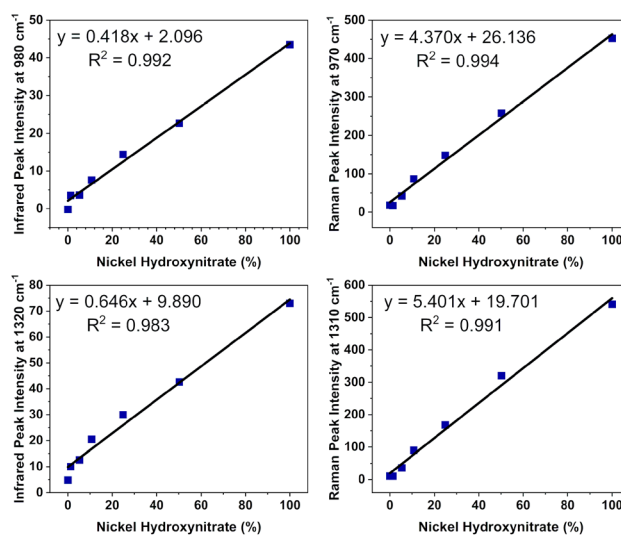 y = 0.418x + 2.096
R² = 0.992
Infrared Peak Intensity at 980 cm⁻¹
50
40
30
20
10
0
0 20 40 60 80 100
Nickel Hydroxynitrate (%)
y = 4.370x + 26.136
R² = 0.994
Raman Peak Intensity at 970 cm⁻¹
500
400
300
200
100
0
0 20 40 60 80 100
Nickel Hydroxynitrate (%)
y = 0.646x + 9.890
R² = 0.983
Infrared Peak Intensity at 1320 cm⁻¹
80
70
60
50
40
30
20
10
0
0 20 40 60 80 100
Nickel Hydroxynitrate (%)
y = 5.401x + 19.701
R² = 0.991
Raman Peak Intensity at 1310 cm⁻¹
600
500
400
300
200
100
0
0 20 40 60 80 100
Nickel Hydroxynitrate (%)